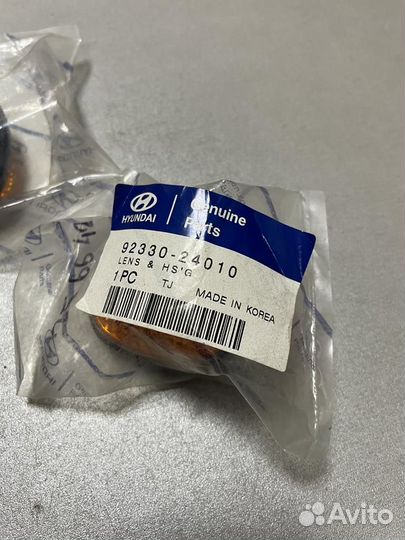 HYUNDAI
Genuine
Parts
92330-24010
LENS & HS'G
1PC TJ MADE IN KOREA
Avito